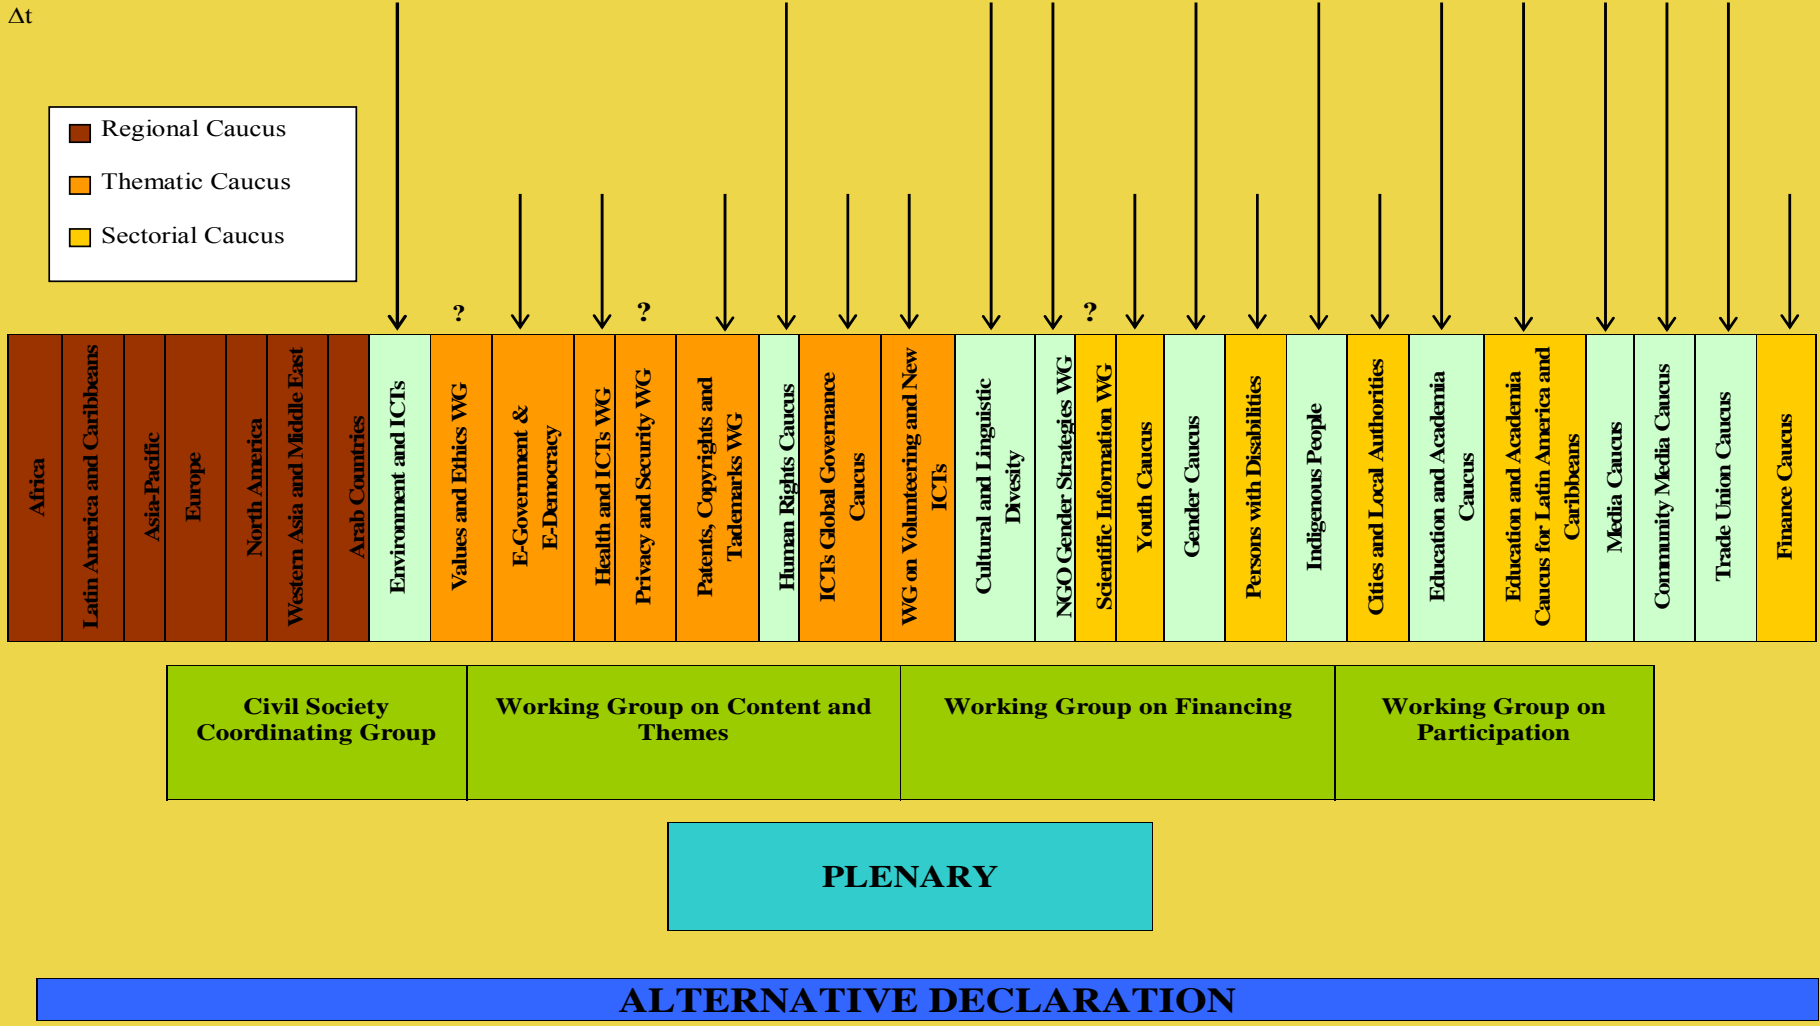 Δt
Regional Caucus
Thematic Caucus
Sectorial Caucus
?
?
?
Africa
Latin America and Caribbeans
Asia-Pacific
Europe
North America
Western Asia and Middle East
Arab Countries
Environment and ICTs
Values and Ethics WG
E-Government &
E-Democracy
Health and ICTs WG
Privacy and Security WG
Patents, Copyrights and
Tademarks WG
Human Rights Caucus
ICTs Global Governance
Caucus
WG on Volunteering and New
ICTs
Cultural and Linguistic
Divesity
NGO Gender Strategies WG
Scientific Information WG
Youth Caucus
Gender Caucus
Persons with Disabilities
Indigenous People
Cities and Local Authorities
Education and Academia
Caucus
Education and Academia
Caucus for Latin America and
Caribbeans
Media Caucus
Community Media Caucus
Trade Union Caucus
Finance Caucus
Civil Society
Coordinating Group
Working Group on Content and
Themes
Working Group on Financing
Working Group on
Participation
PLENARY
ALTERNATIVE DECLARATION